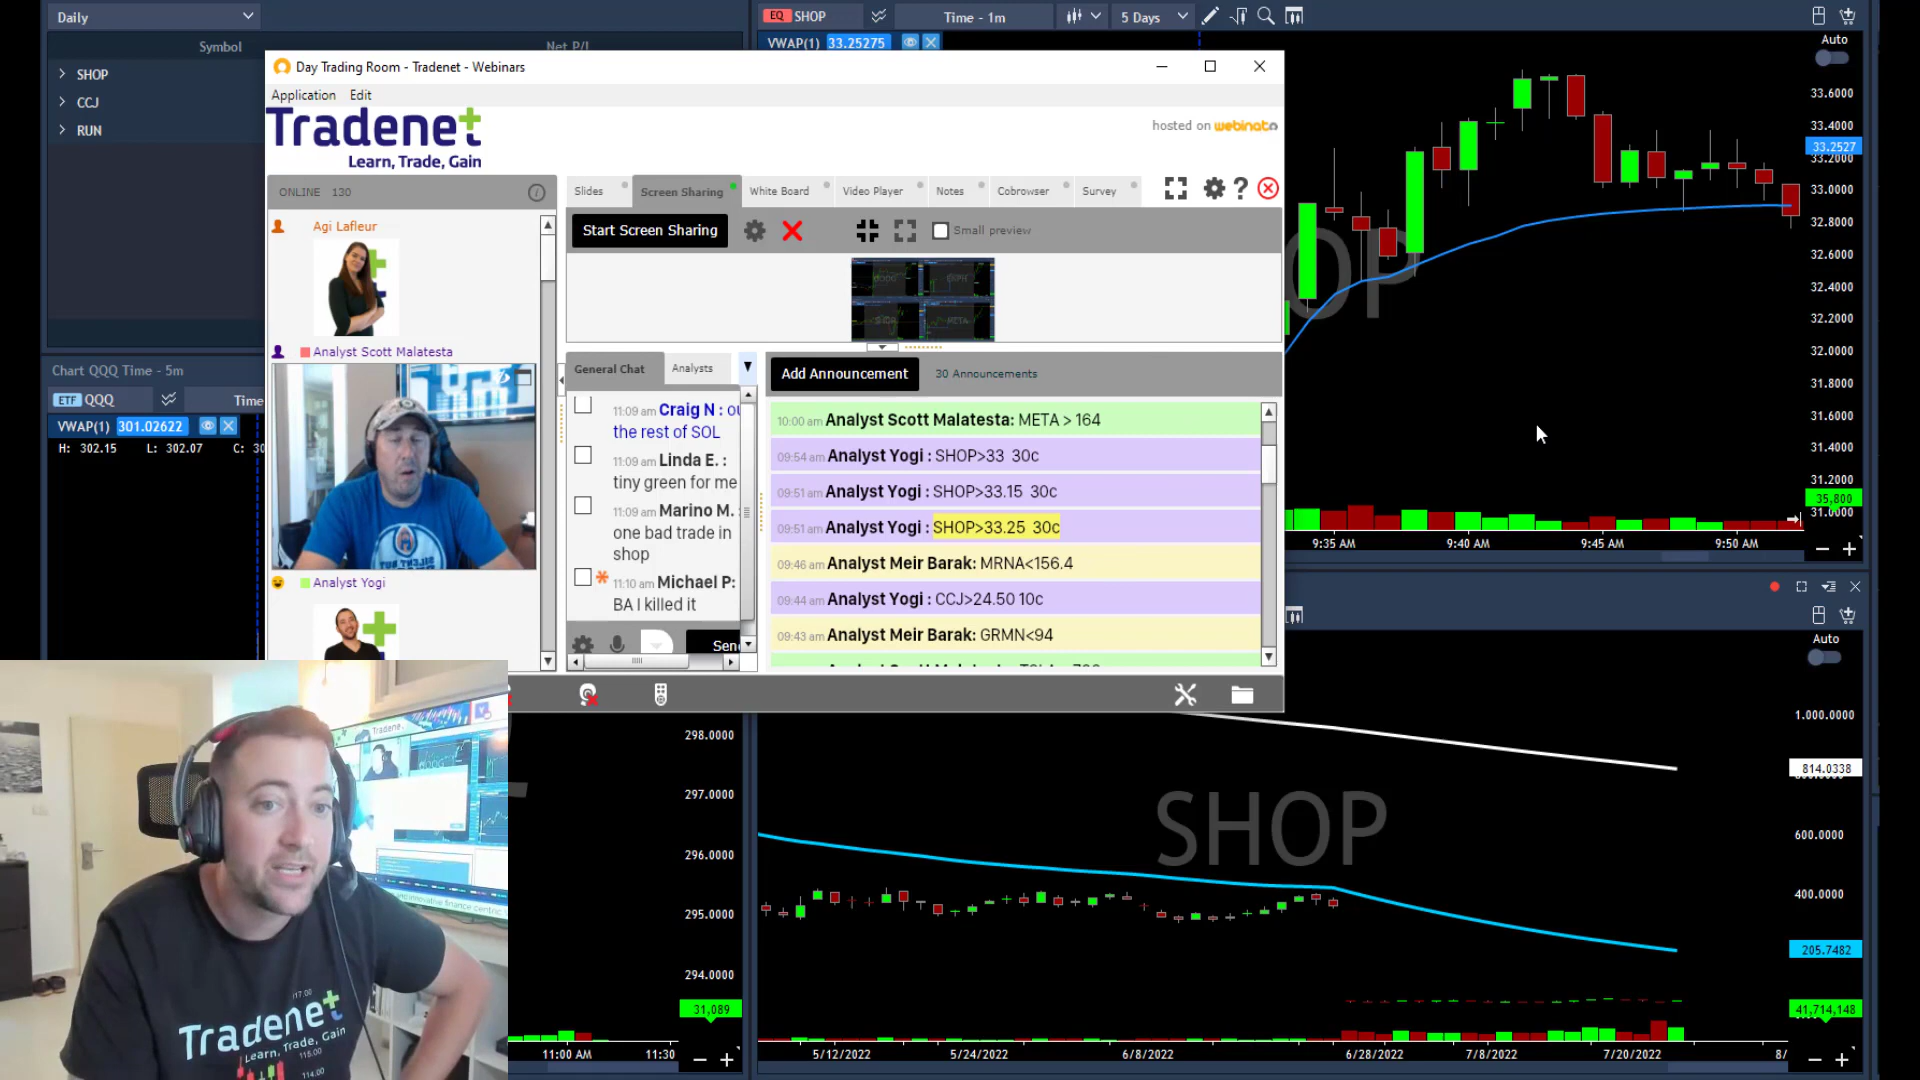 Daily
Symbol
Net P/L
SHOP
CCJ
RUN
EQ SHOP
Time - 1m
5 Days
VWAP(1) 33.25275
Auto
33.6000
33.4000
33.2527
33.2000
33.0000
32.8000
32.6000
32.4000
32.2000
32.0000
31.8000
31.6000
31.4000
31.2000
35,800
31.0000
9:35 AM
9:40 AM
9:45 AM
9:50 AM
Day Trading Room - Tradenet - Webinars
Application Edit
Tradenet
Learn, Trade, Gain
hosted on webinato
ONLINE 130
Slides
Screen Sharing
White Board
Video Player
Notes
Cobrowser
Survey
Agi Lafleur
Start Screen Sharing
Small preview
Analyst Scott Malatesta
Analyst Yogi
General Chat
Analysts
11:09 am Craig N :
the rest of SOL
11:09 am Linda E. :
tiny green for me
11:09 am Marino M. :
one bad trade in
shop
11:10 am Michael P:
BA I killed it
Send
Add Announcement
30 Announcements
10:00 am Analyst Scott Malatesta: META > 164
09:54 am Analyst Yogi : SHOP>33 30c
09:51 am Analyst Yogi : SHOP>33.15 30c
09:51 am Analyst Yogi : SHOP>33.25 30c
09:46 am Analyst Meir Barak: MRNA<156.4
09:44 am Analyst Yogi : CCJ>24.50 10c
09:43 am Analyst Meir Barak: GRMN<94
Chart QQQ Time - 5m
ETF QQQ
Time
VWAP(1) 301.02622
H: 302.15 L: 302.07 C: 30
298.0000
297.0000
296.0000
295.0000
294.0000
31,089
11:00 AM
11:30
Auto
1,000.0000
814.0338
600.0000
400.0000
205.7482
41,714,148
SHOP
5/12/2022
5/24/2022
6/8/2022
6/28/2022
7/8/2022
7/20/2022
8/
Tradenet
Learn, Trade, Gain